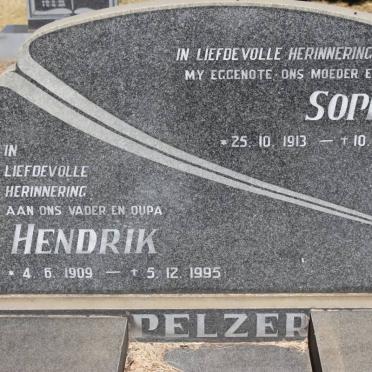 IN LIEFDEVOLLE HERINNERING
MY EGGENOTE ONS MOEDER E
SOP
* 25. 10. 1913 — † 10.
IN
LIEFDEVOLLE
HERINNERING
AAN ONS VADER EN OUPA
HENDRIK
* 4. 6. 1909 — † 5. 12. 1995
PELZER